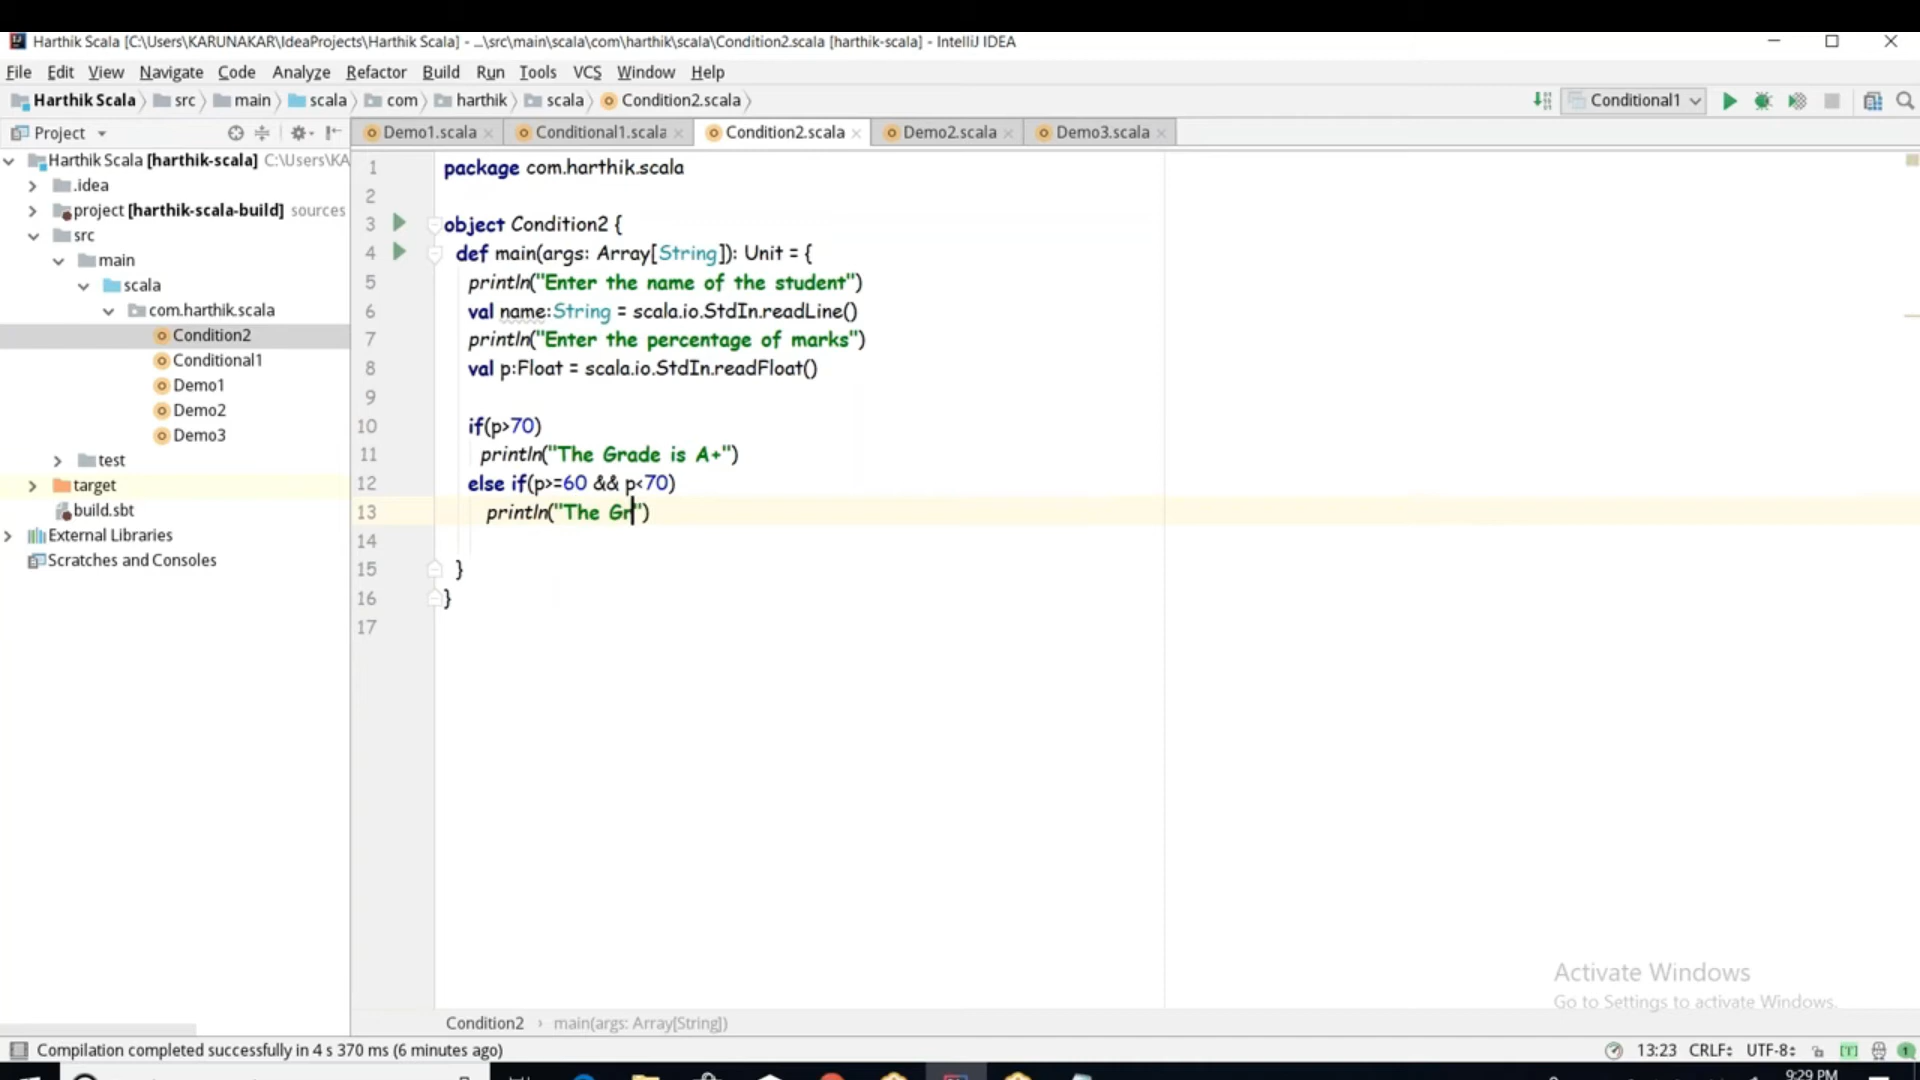 Harthik Scala [C:\Users\KARUNAKAR\IdeaProjects\Harthik Scala] - ...\src\main\scala\com\harthik\scala\Condition2.scala [harthik-scala] - IntelliJ IDEA
File Edit View Navigate Code Analyze Refactor Build Run Tools VCS Window Help
Harthik Scala src main scala com harthik scala Condition2.scala Conditional1
Project Demo1.scala Conditional1.scala Condition2.scala Demo2.scala Demo3.scala
Harthik Scala [harthik-scala] C:\Users\KA
.idea
project [harthik-scala-build] sources
src
main
scala
com.harthik.scala
Condition2
Conditional1
Demo1
Demo2
Demo3
test
target
build.sbt
External Libraries
Scratches and Consoles
1 package com.harthik.scala
2
3 object Condition2 {
4 def main(args: Array[String]): Unit = {
5 println("Enter the name of the student")
6 val name:String = scala.io.StdIn.readLine()
7 println("Enter the percentage of marks")
8 val p:Float = scala.io.StdIn.readFloat()
9
10 if(p>70)
11 println("The Grade is A+")
12 else if(p>=60 && p<70)
13 println("The Gr")
14
15 }
16 }
17
Activate Windows
Go to Settings to activate Windows.
Condition2 › main(args: Array[String])
Compilation completed successfully in 4 s 370 ms (6 minutes ago) 13:23 CRLF UTF-8
9:29 PM